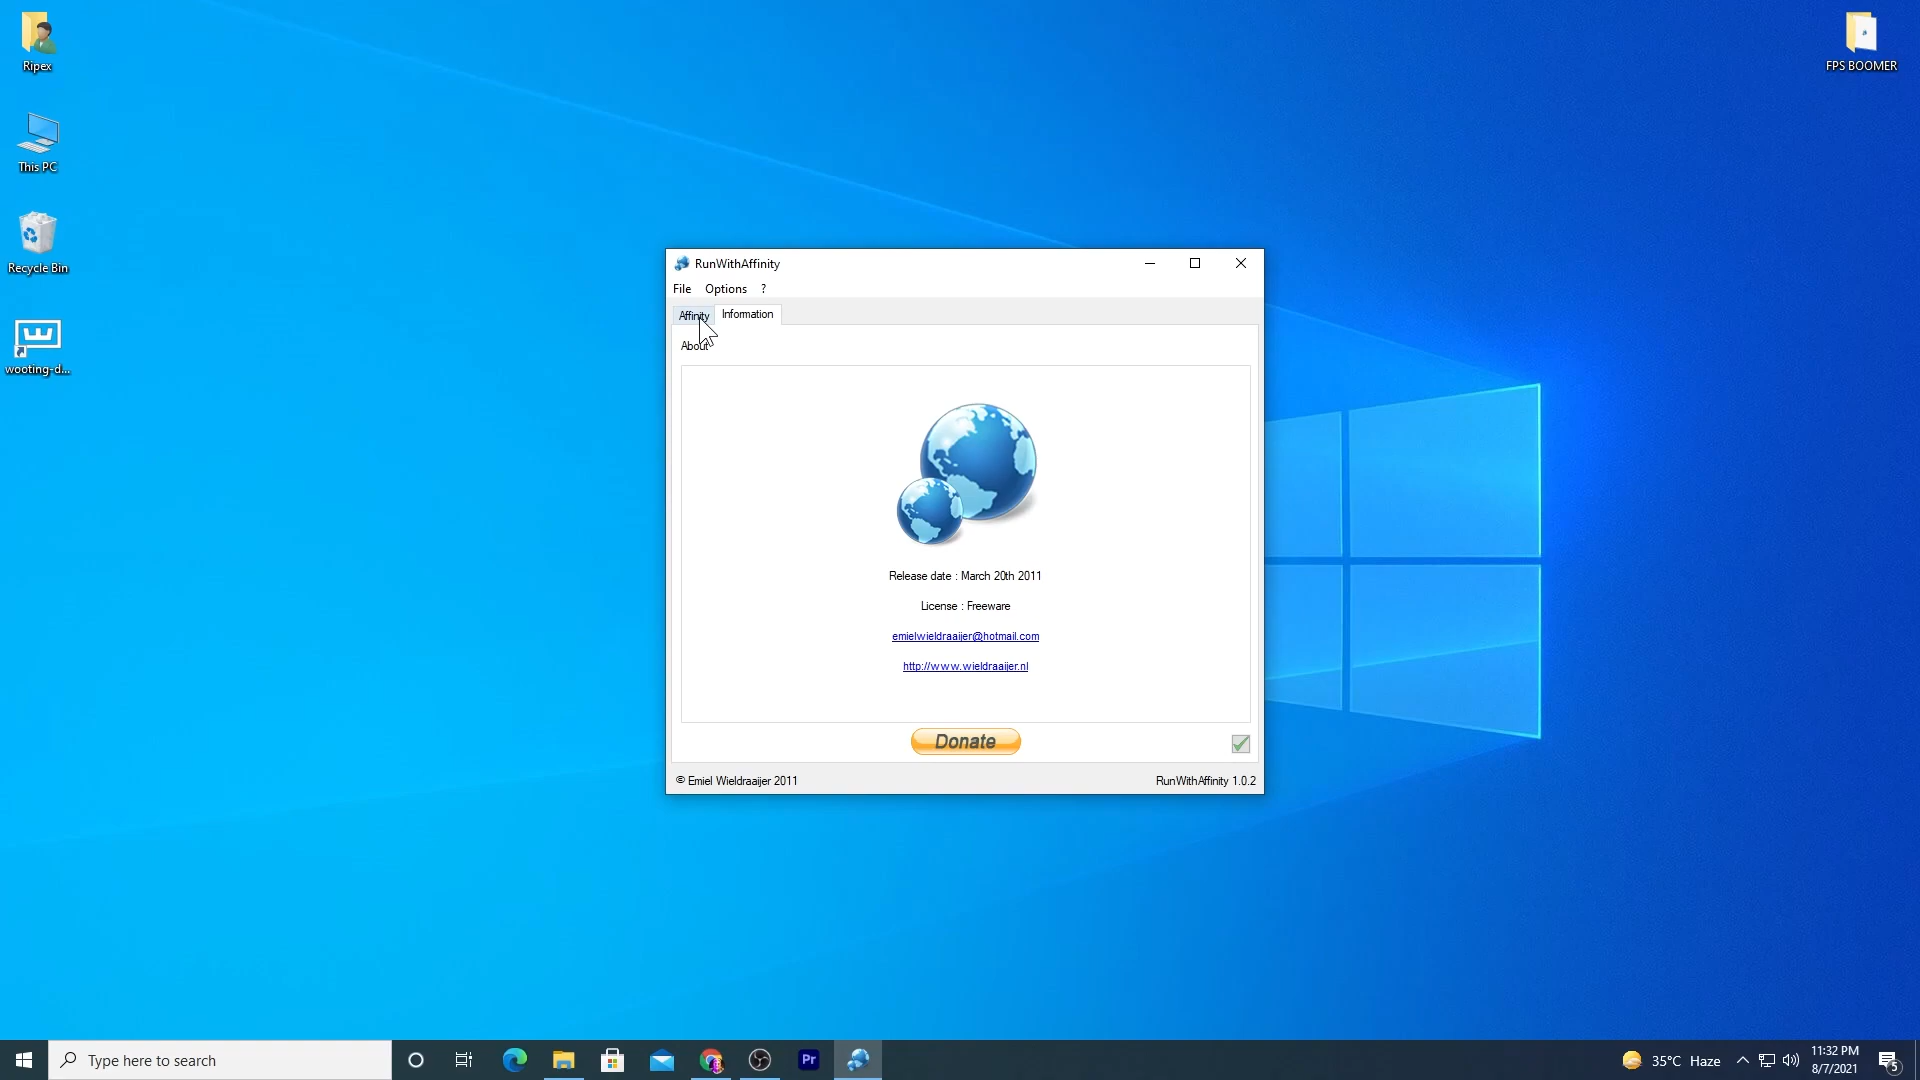 Ripex
This PC
Recycle Bin
wooting-d...
FPS BOOMER
RunWithAffinity
File Options ?
Affinity Information
About
Release date : March 20th 2011
License : Freeware
emielwieldraaijer@hotmail.com
http://www.wieldraaijer.nl
Donate
© Emiel Wieldraaijer 2011
RunWithAffinity 1.0.2
Type here to search
Pr
35°C Haze
11:32 PM
8/7/2021
5